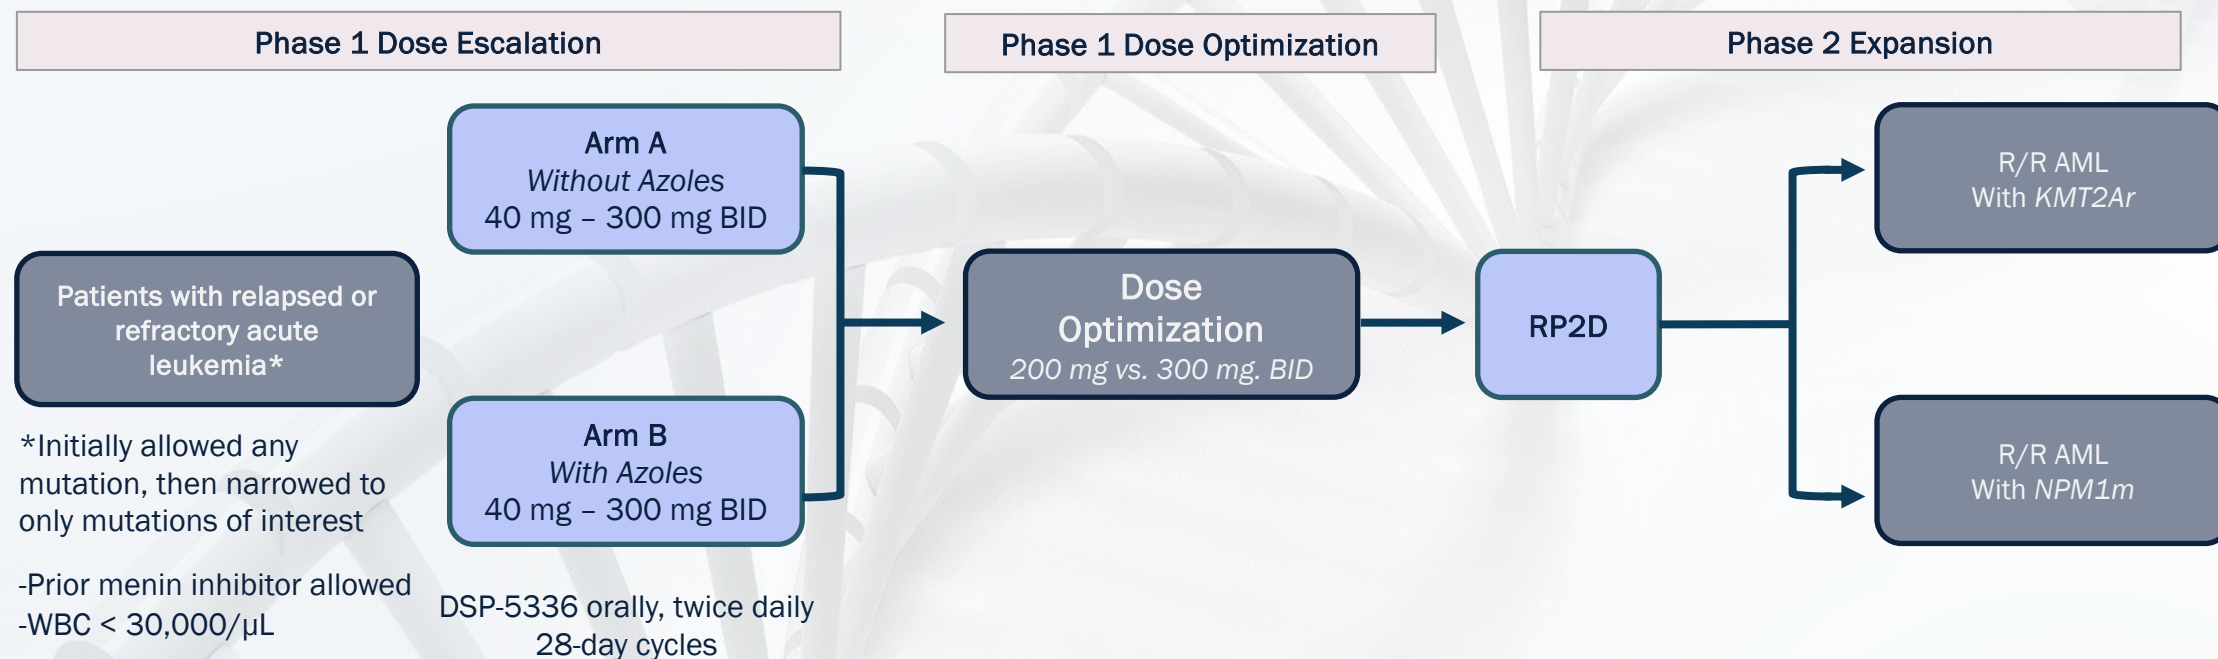 Phase 1 Dose Escalation
Phase 1 Dose Optimization
Phase 2 Expansion
Patients with relapsed or
refractory acute
leukemia*
*Initially allowed any
mutation, then narrowed to
only mutations of interest
-Prior menin inhibitor allowed
-WBC < 30,000/µL
Arm A
Without Azoles
40 mg – 300 mg BID
Arm B
With Azoles
40 mg – 300 mg BID
DSP-5336 orally, twice daily
28-day cycles
Dose
Optimization
200 mg vs. 300 mg. BID
RP2D
R/R AML
With KMT2Ar
R/R AML
With NPM1m